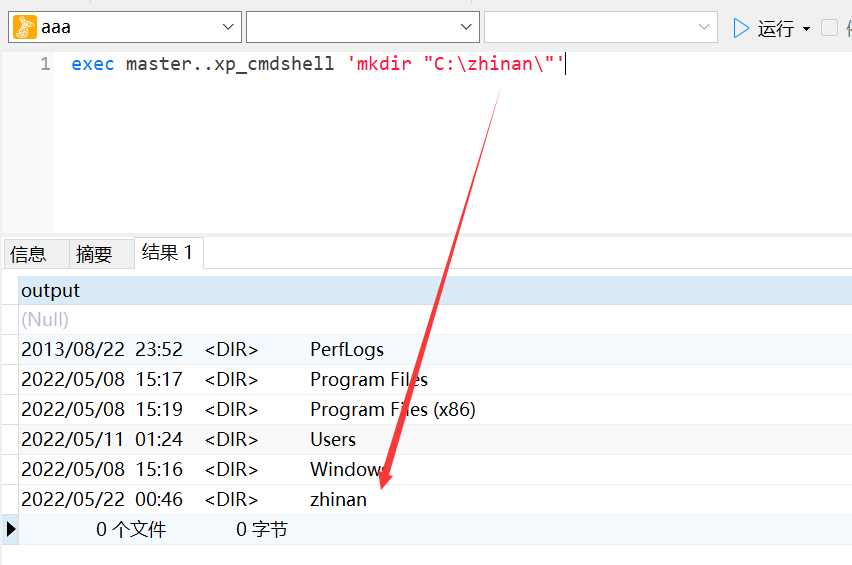 aaa 运行
1 exec master..xp_cmdshell 'mkdir "C:\zhinan\"'
信息 摘要 结果 1
output
(Null)
2013/08/22 23:52 <DIR> PerfLogs
2022/05/08 15:17 <DIR> Program Files
2022/05/08 15:19 <DIR> Program Files (x86)
2022/05/11 01:24 <DIR> Users
2022/05/08 15:16 <DIR> Windows
2022/05/22 00:46 <DIR> zhinan
0 个文件 0 字节